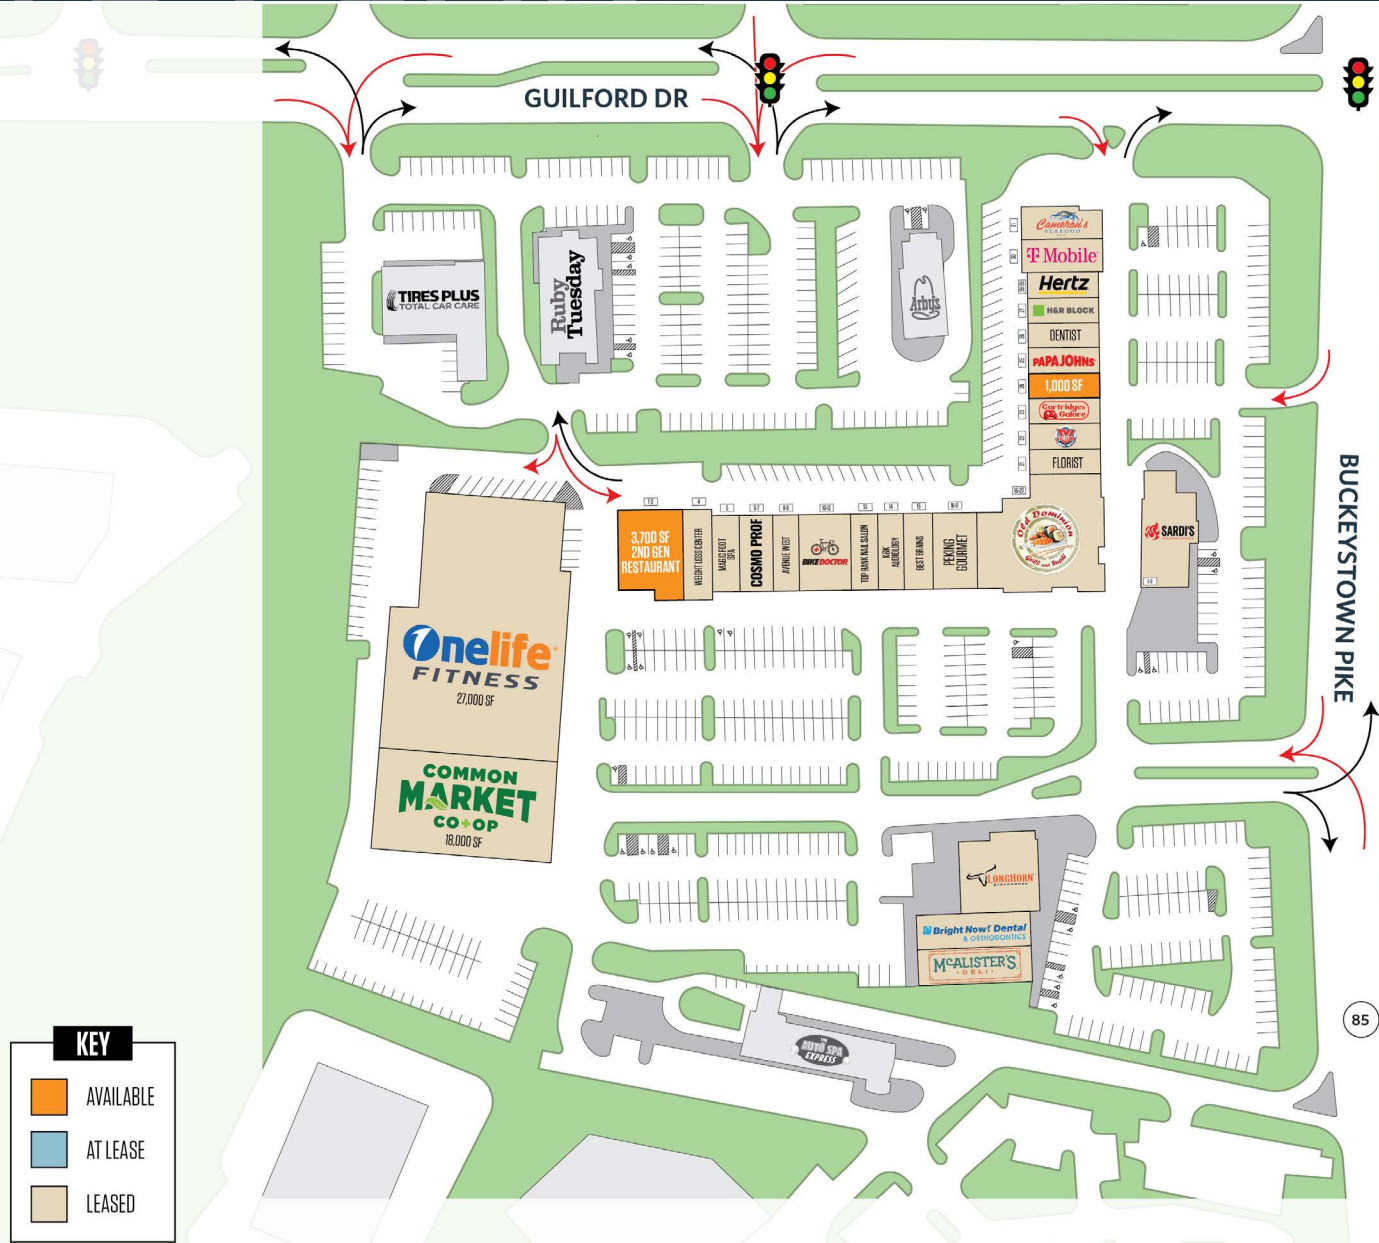 GUILFORD DR
TIRES PLUS
TOTAL CAR CARE
Ruby
Tuesday
Arby's
Cameron's
SEAFOOD
T Mobile
Hertz
H&R BLOCK
DENTIST
PAPA JOHNS
1,000 SF
Cartridges
Galore
FLORIST
Old Dominion
Grill and Sushi
3,700 SF
2ND GEN
RESTAURANT
WEIGHT LOSS CENTER
MAGIC FOOT
SPA
COSMO PROF
AVENUE WEST
BIKE DOCTOR
TOP RANK NAIL SALON
K&K
AUDIOLOGY
BEST BRAINS
PEKING
GOURMET
SARDI'S
BUCKEYSTOWN PIKE
Onelife
FITNESS
27,000 SF
COMMON
MARKET
CO+OP
18,000 SF
LONGHORN
STEAKHOUSE
Bright Now! Dental
& ORTHODONTICS
McALISTER'S
DELI
THE
AUTO SPA
EXPRESS
85
KEY
AVAILABLE
AT LEASE
LEASED